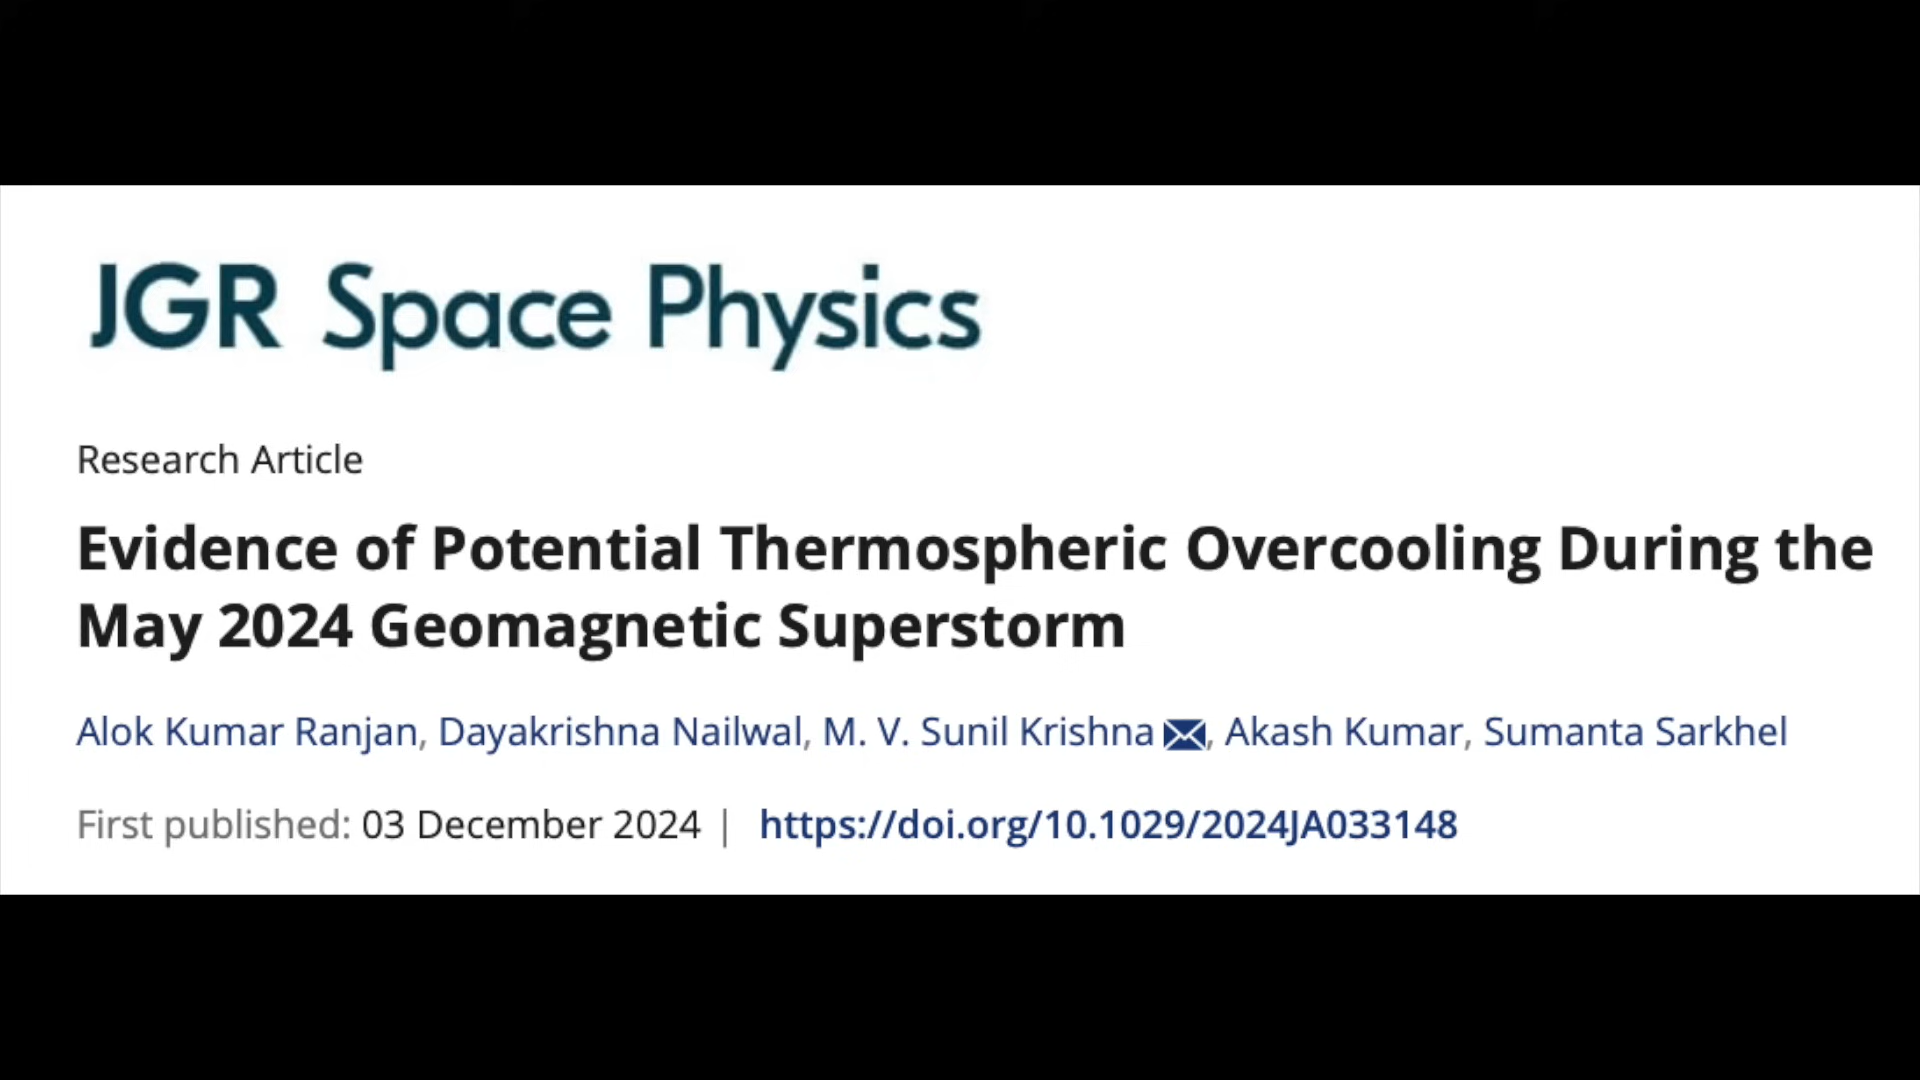 JGR Space Physics
Research Article
Evidence of Potential Thermospheric Overcooling During the
May 2024 Geomagnetic Superstorm
Alok Kumar Ranjan, Dayakrishna Nailwal, M. V. Sunil Krishna, Akash Kumar, Sumanta Sarkhel
First published: 03 December 2024 | https://doi.org/10.1029/2024JA033148